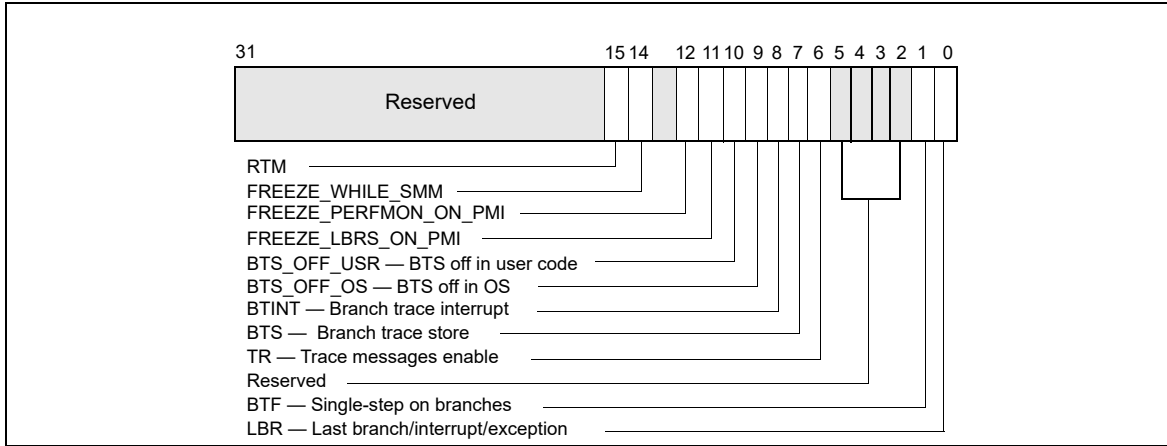 31 15 14 12 11 10 9 8 7 6 5 4 3 2 1 0
Reserved
RTM
FREEZE_WHILE_SMM
FREEZE_PERFMON_ON_PMI
FREEZE_LBRS_ON_PMI
BTS_OFF_USR — BTS off in user code
BTS_OFF_OS — BTS off in OS
BTINT — Branch trace interrupt
BTS — Branch trace store
TR — Trace messages enable
Reserved
BTF — Single-step on branches
LBR — Last branch/interrupt/exception